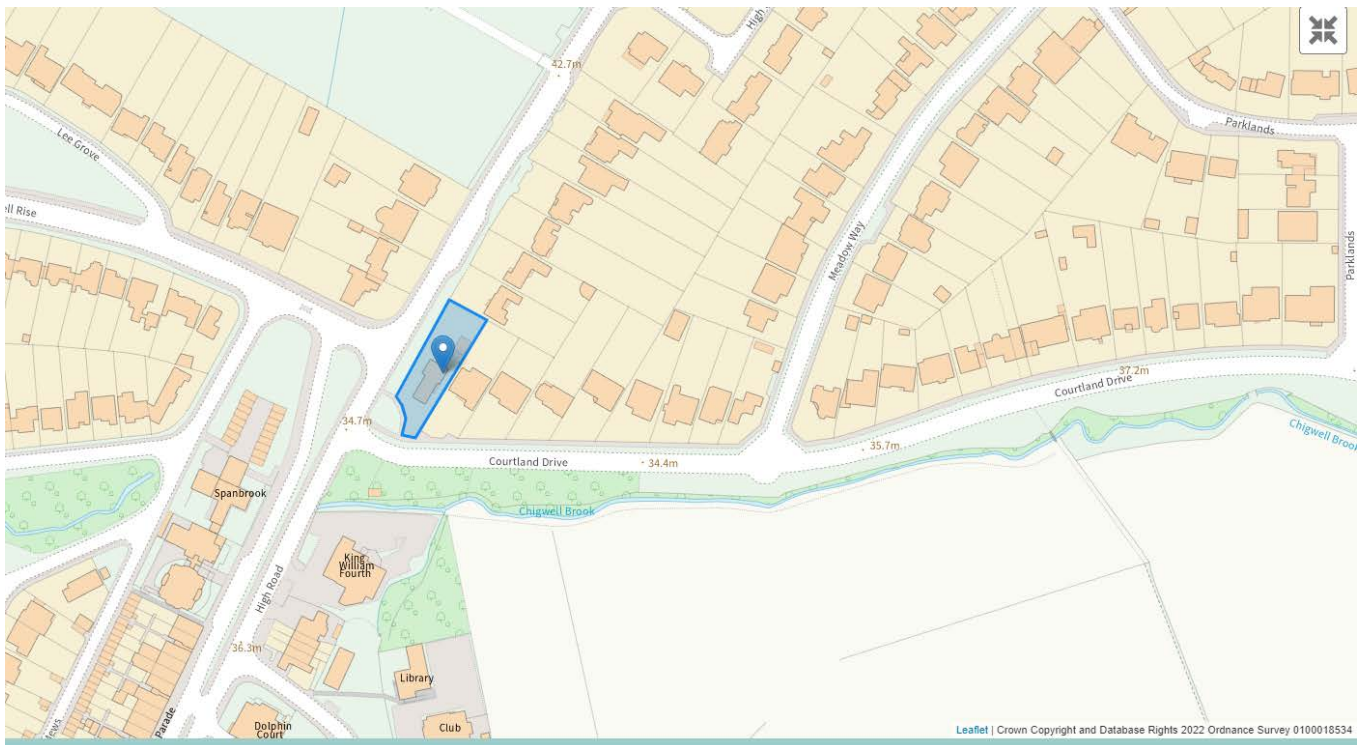 High
42.7m
Lee Grove
ell Rise
Parklands
Meadow Way
Parklands
37.2m
Courtland Drive
34.7m
35.7m
Courtland Drive
34.4m
Chigwell Brook
Spanbrook
Chigwell Brook
King
William
Fourth
High Road
36.3m
Library
Parade
Mews
Dolphin
Court
Club
Leaflet | Crown Copyright and Database Rights 2022 Ordnance Survey 0100018534